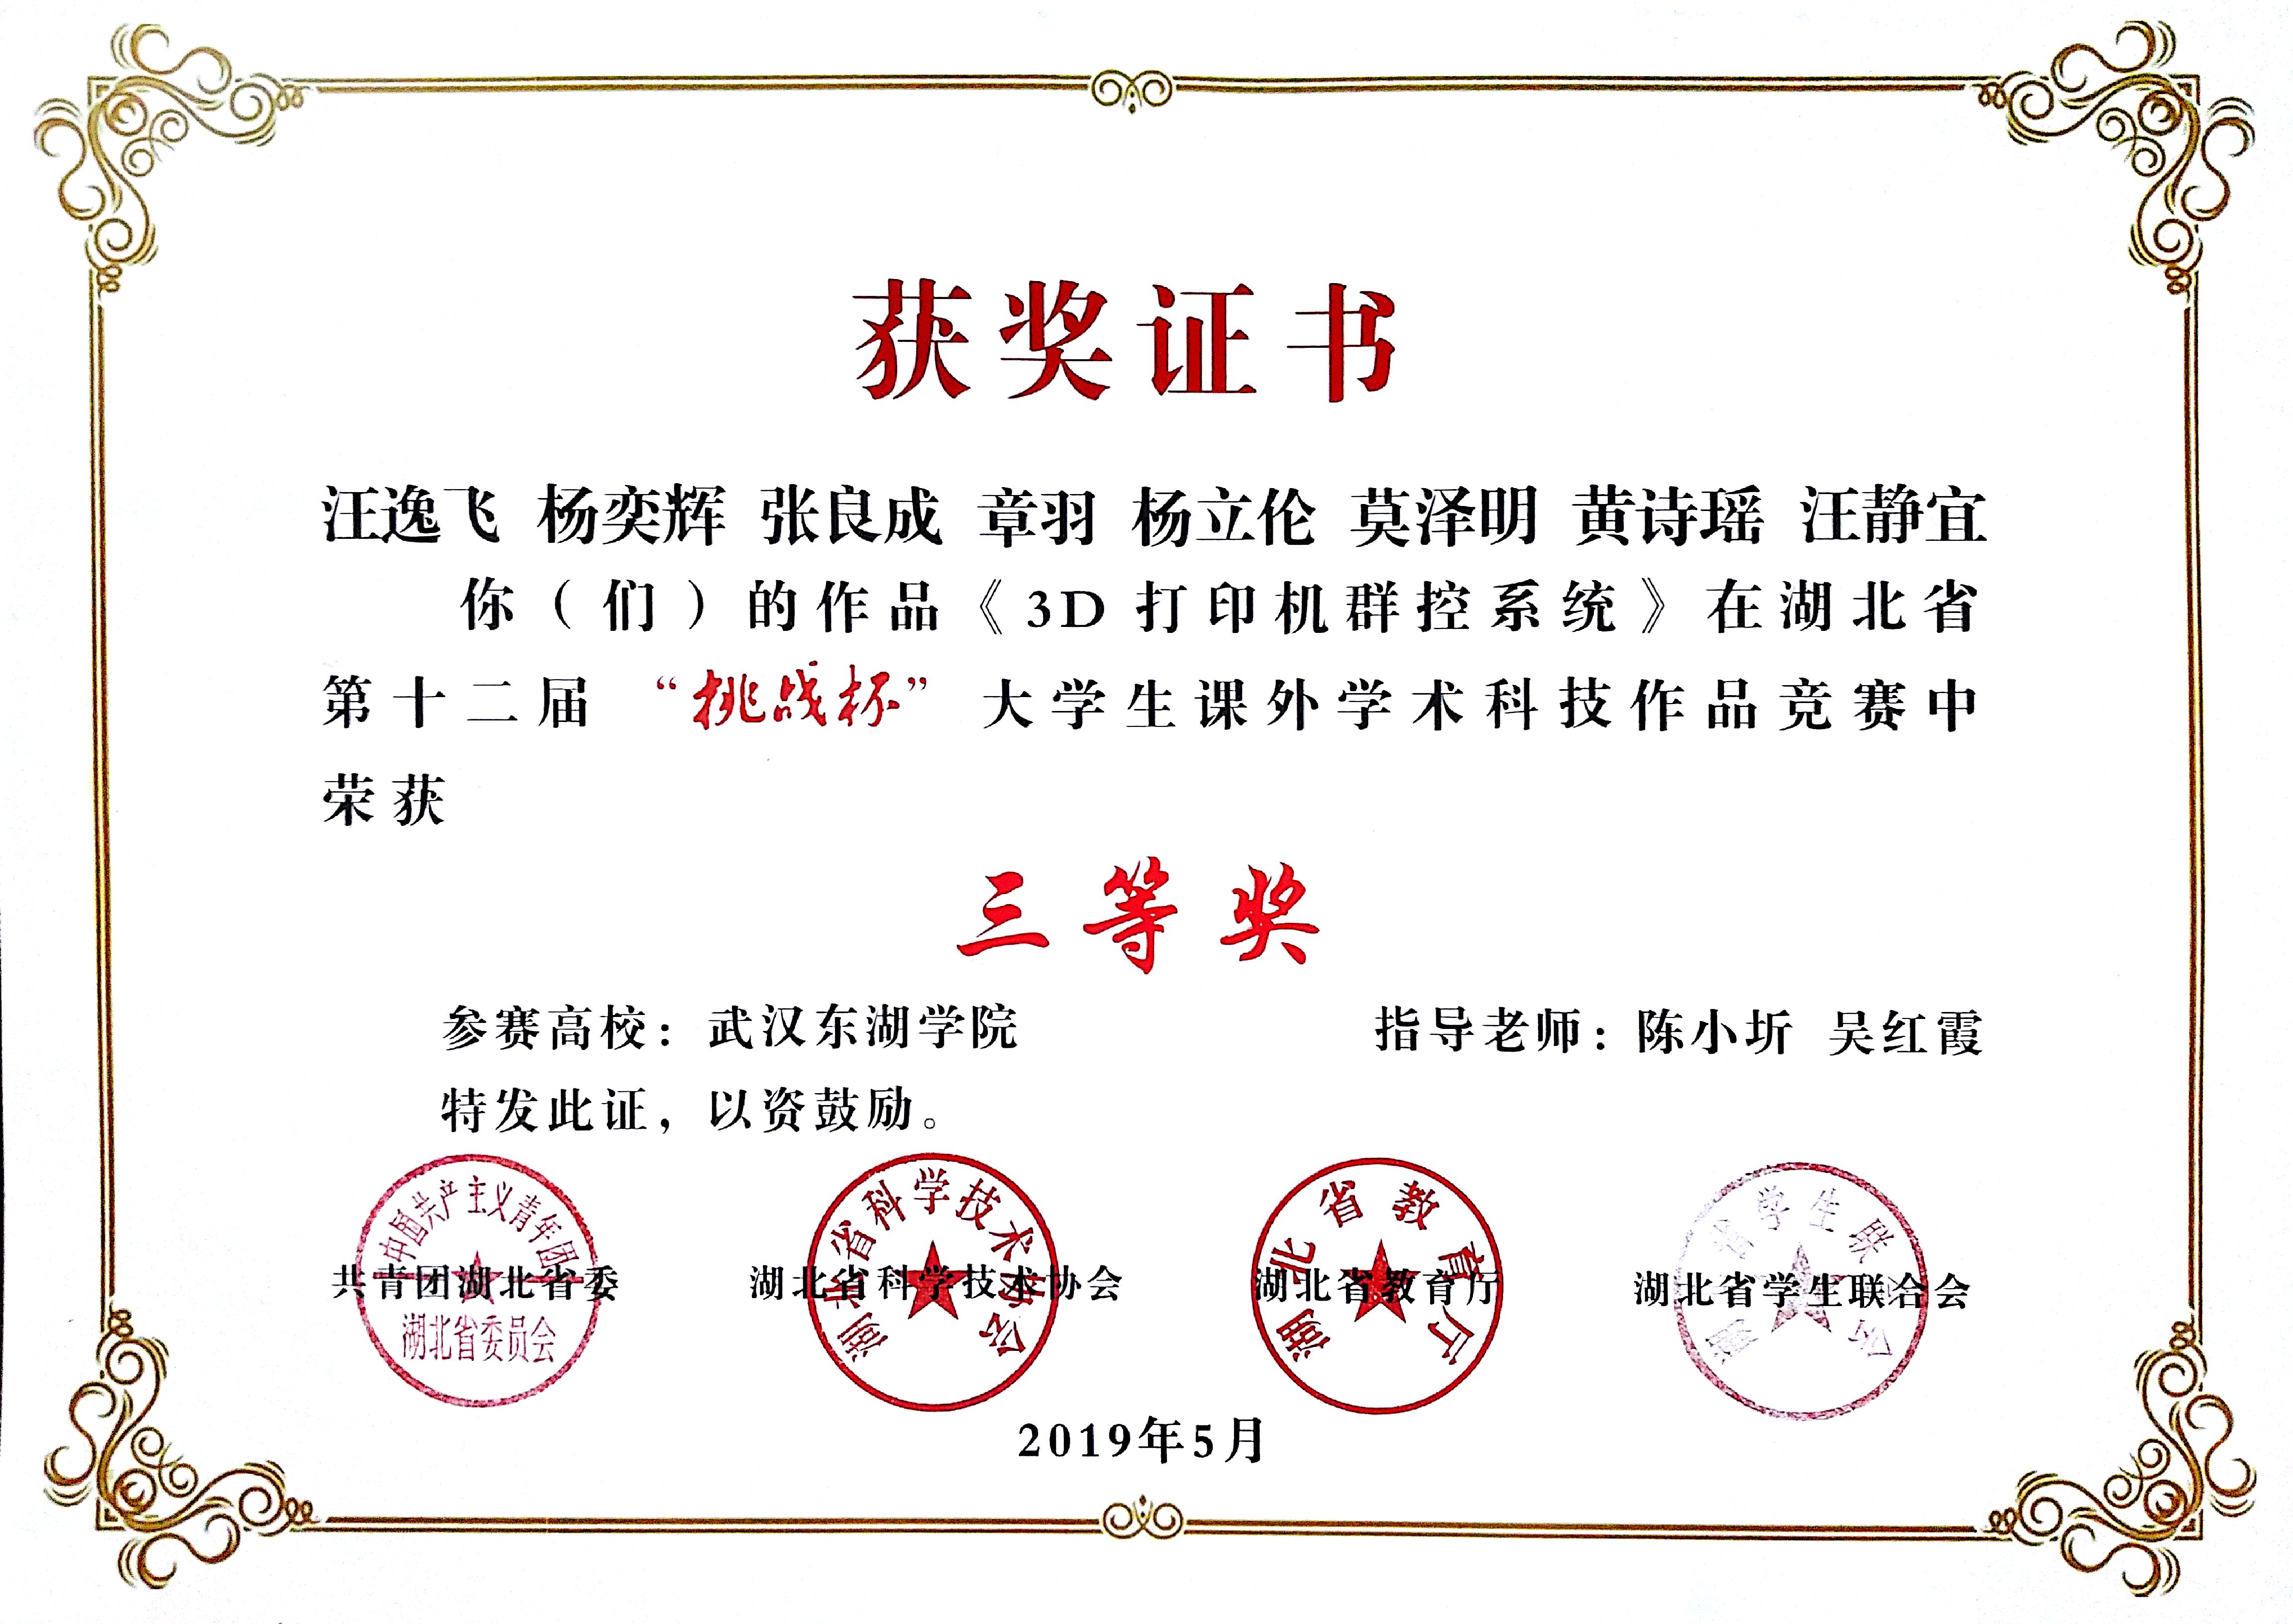 获奖证书
汪逸飞 杨奕辉 张良成 章羽 杨立伦 莫泽明 黄诗瑶 汪静宜
你（们）的作品《3D打印机群控系统》在湖北省
第十二届“挑战杯”大学生课外学术科技作品竞赛中
荣获
三等奖
参赛高校：武汉东湖学院 指导老师：陈小圻 吴红霞
特发此证，以资鼓励。
中国共产主义青年团
湖北省委员会
共青团湖北省委
湖北省科学技术协会
湖北省科学技术协会
湖北省教育厅
湖北省教育厅
湖北省学生联合会
湖北省学生联合会
2019年5月